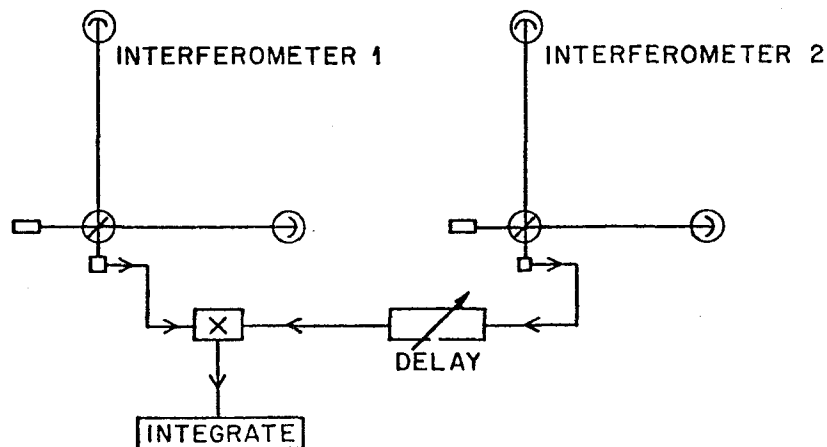 INTERFEROMETER 1
INTERFEROMETER 2
×
DELAY
INTEGRATE